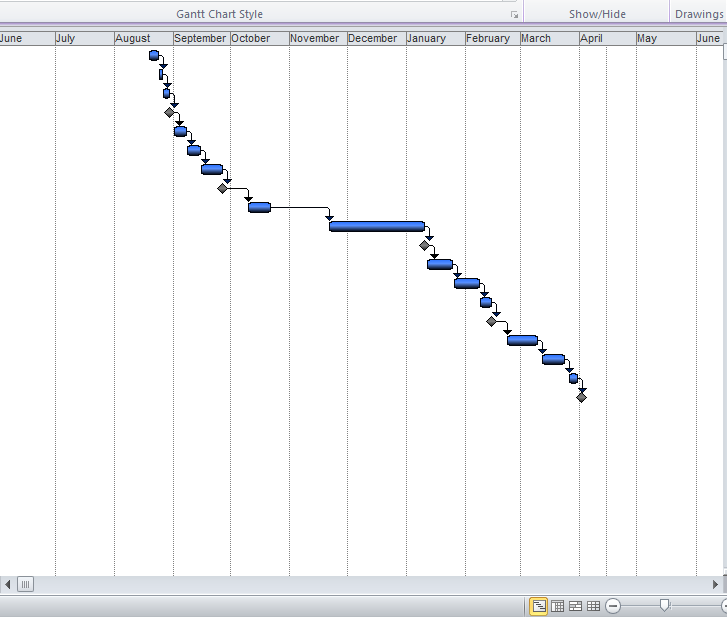 Gantt Chart Style Show/Hide Drawings
June July August September October November December January February March April May June